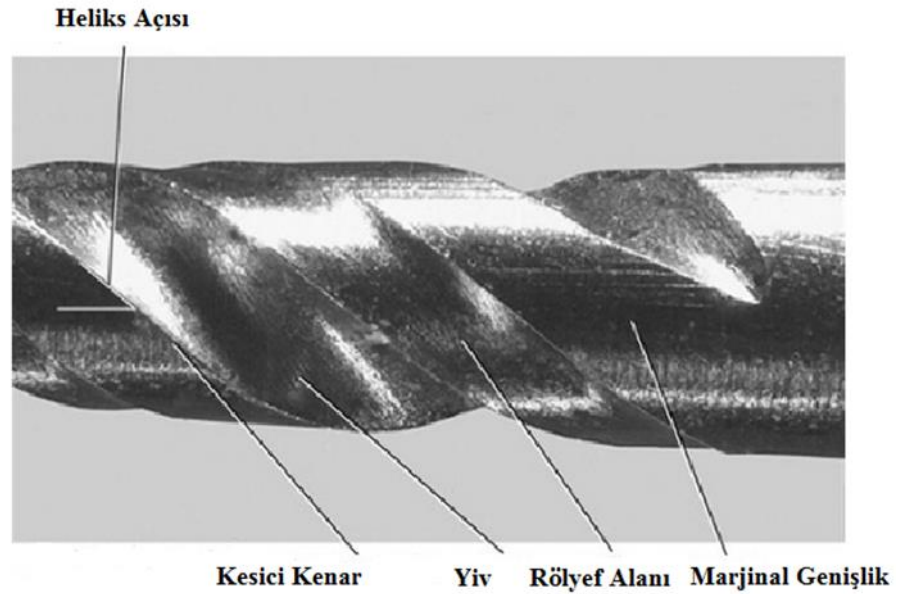 Heliks Açısı
Kesici Kenar
Yiv
Rölyef Alanı
Marjinal Genişlik